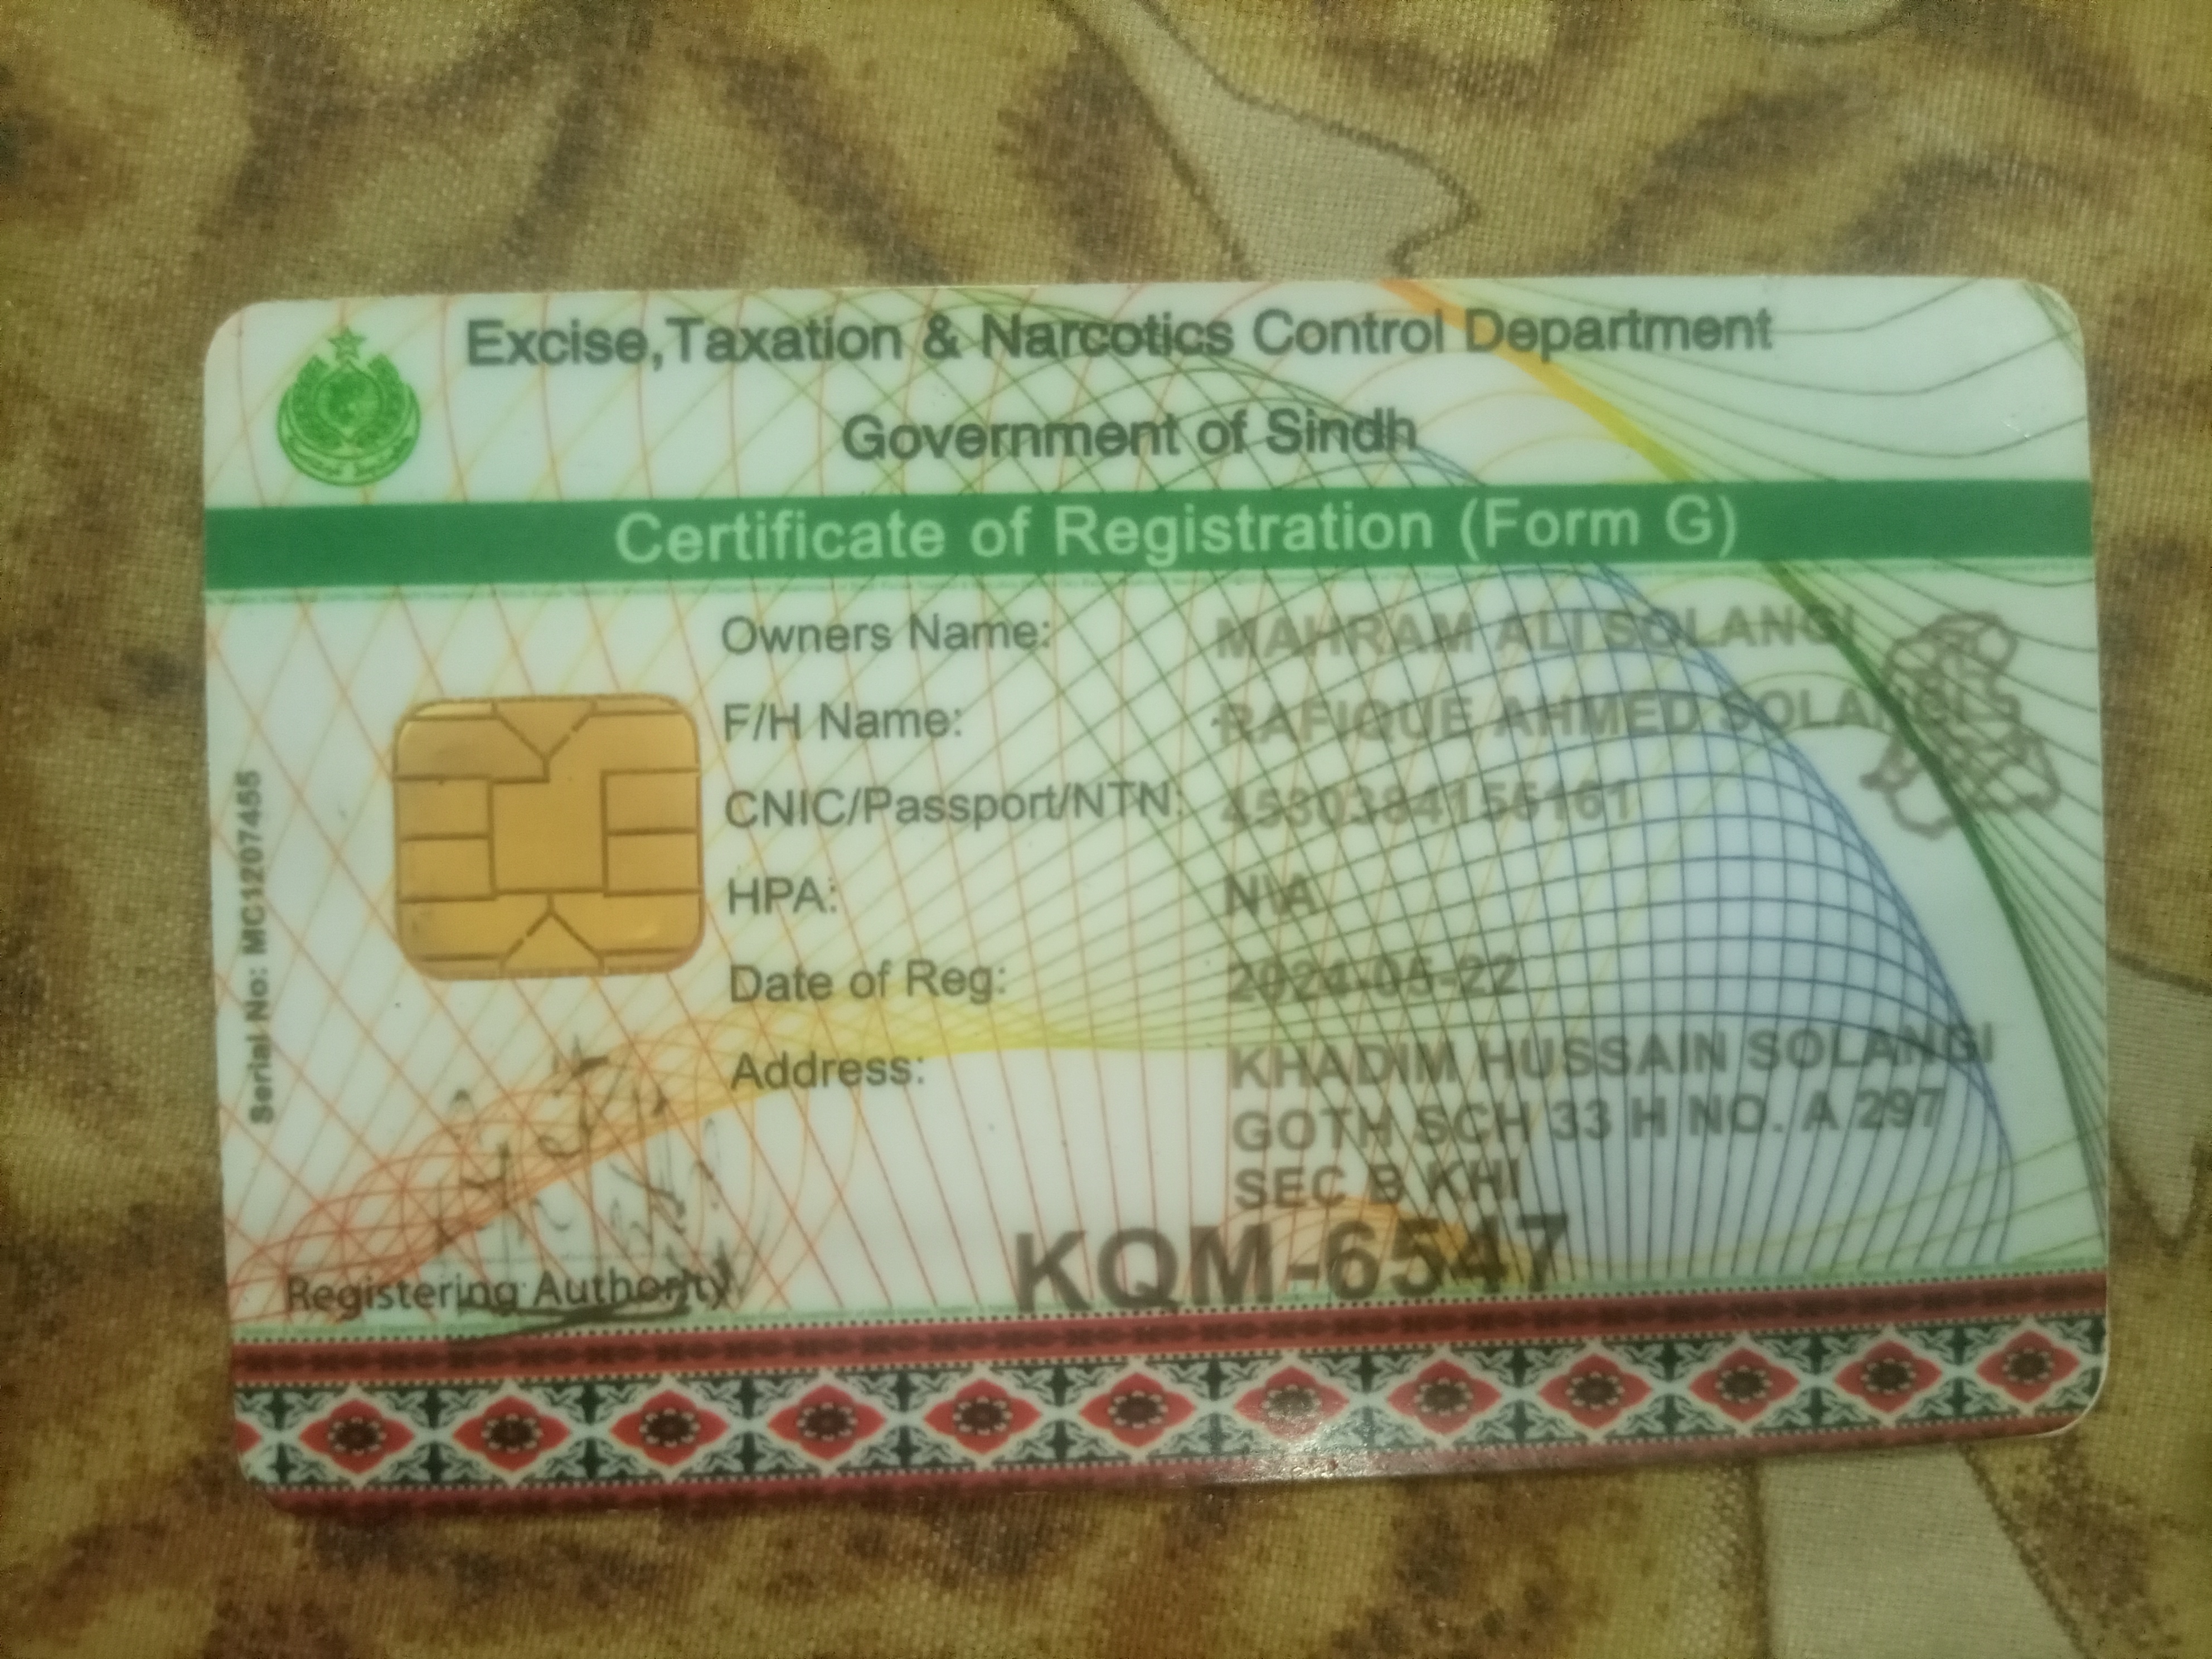 Excise,Taxation & Narcotics Control Department
Government of Sindh
Certificate of Registration (Form G)
Owners Name: MAHRAM ALI SOLANGI
F/H Name: RAFIQUE AHMED SOLANGI
CNIC/Passport/NTN: 4530384156161
HPA: N\A
Date of Reg: 2024-05-22
Address: KHADIM HUSSAIN SOLANGI
GOTH SCH 33 H NO. A 297
SEC B KHI
KQM-6547
Registering Authority
Serial No: MC1207455